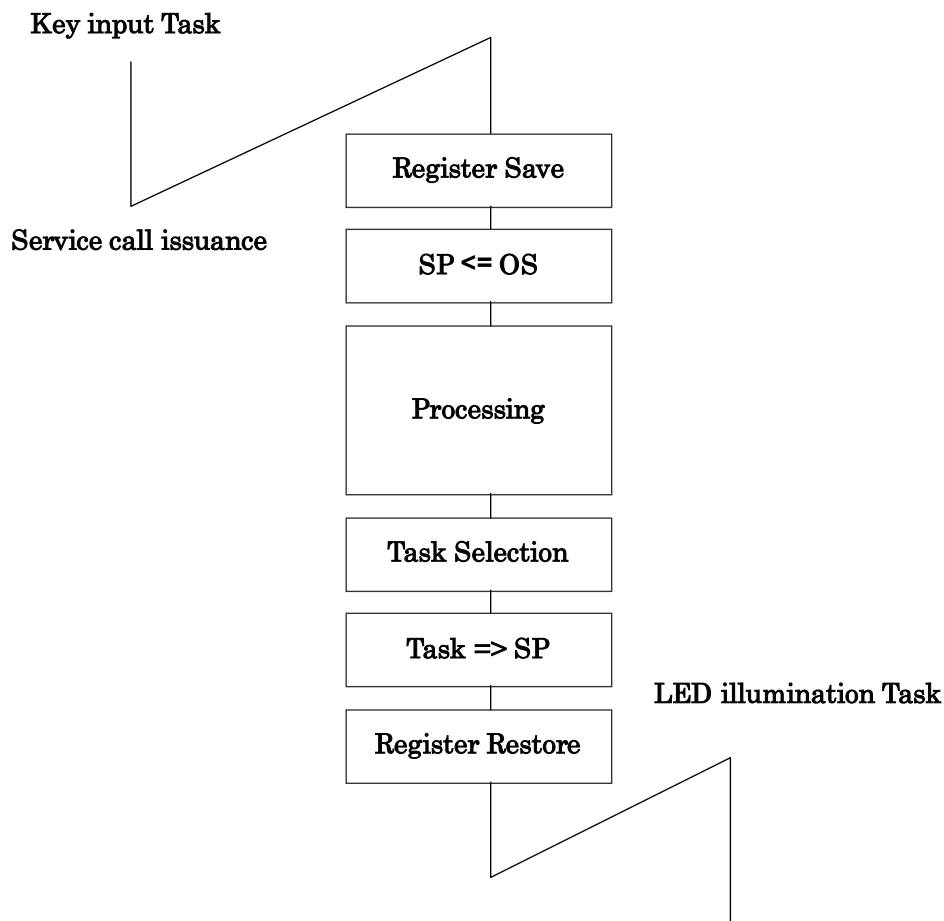 Key input Task
Register Save
Service call issuance
SP <= OS
Processing
Task Selection
Task => SP
LED illumination Task
Register Restore